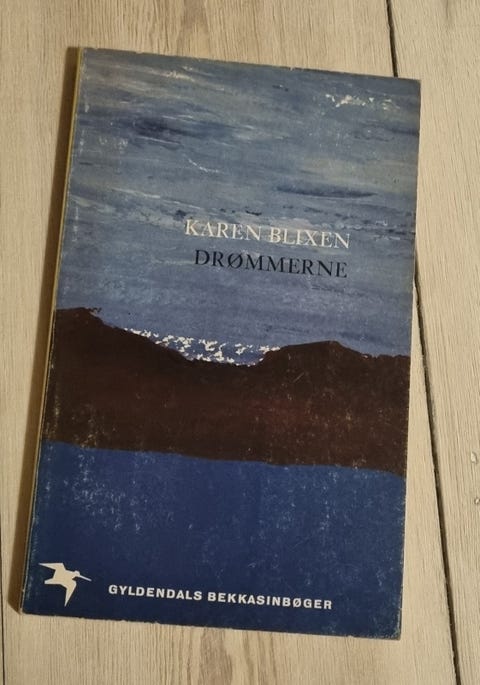 KAREN BLIXEN
DRØMMERNE
GYLDENDALS BEKKASINBØGER